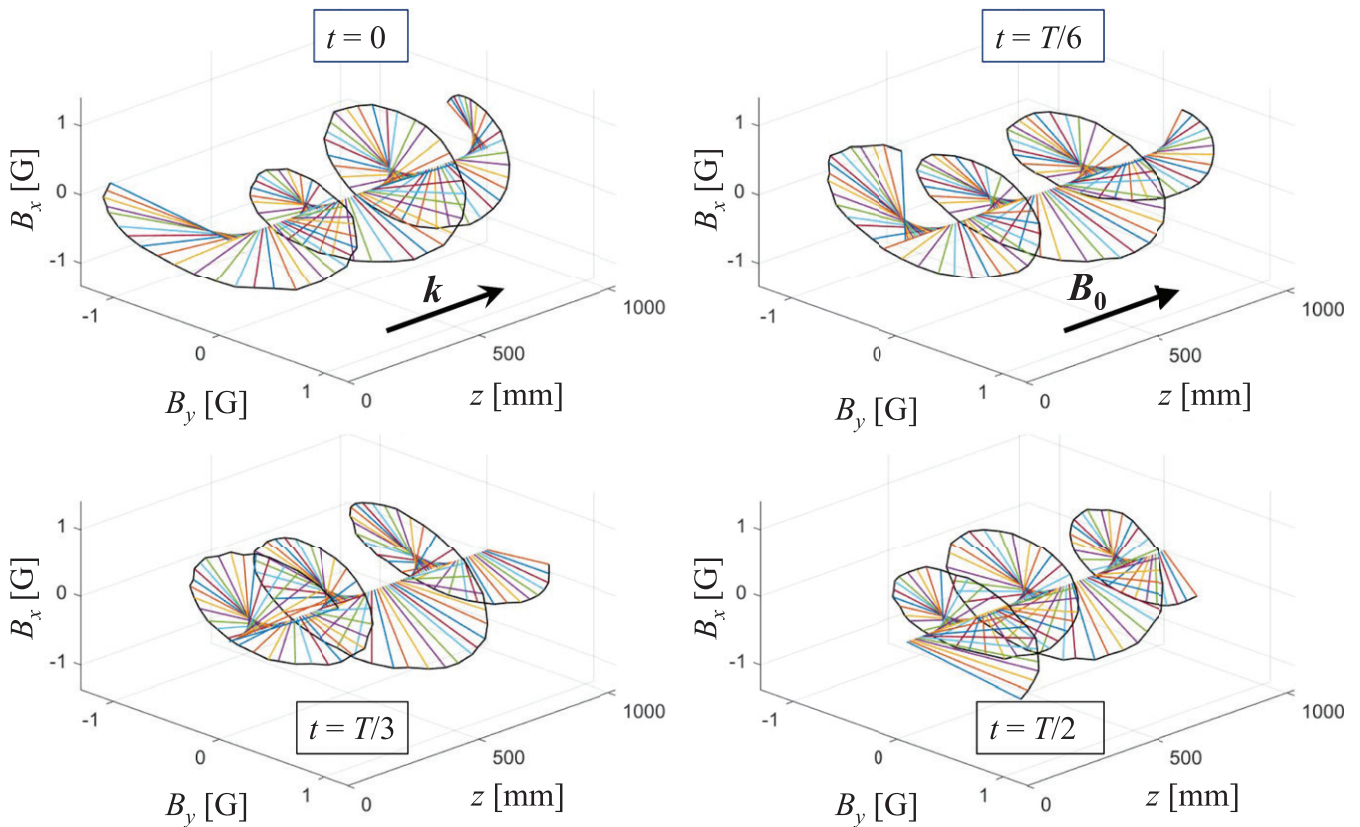 t = 0
B_x [G]
1
0
-1
-1
0
1
B_y [G]
k
0
500
1000
z [mm]
t = T/6
B_x [G]
1
0
-1
-1
0
1
B_y [G]
B_0
0
500
1000
z [mm]
B_x [G]
1
0
-1
t = T/3
-1
0
1
B_y [G]
0
500
1000
z [mm]
B_x [G]
1
0
-1
t = T/2
-1
0
1
B_y [G]
0
500
1000
z [mm]